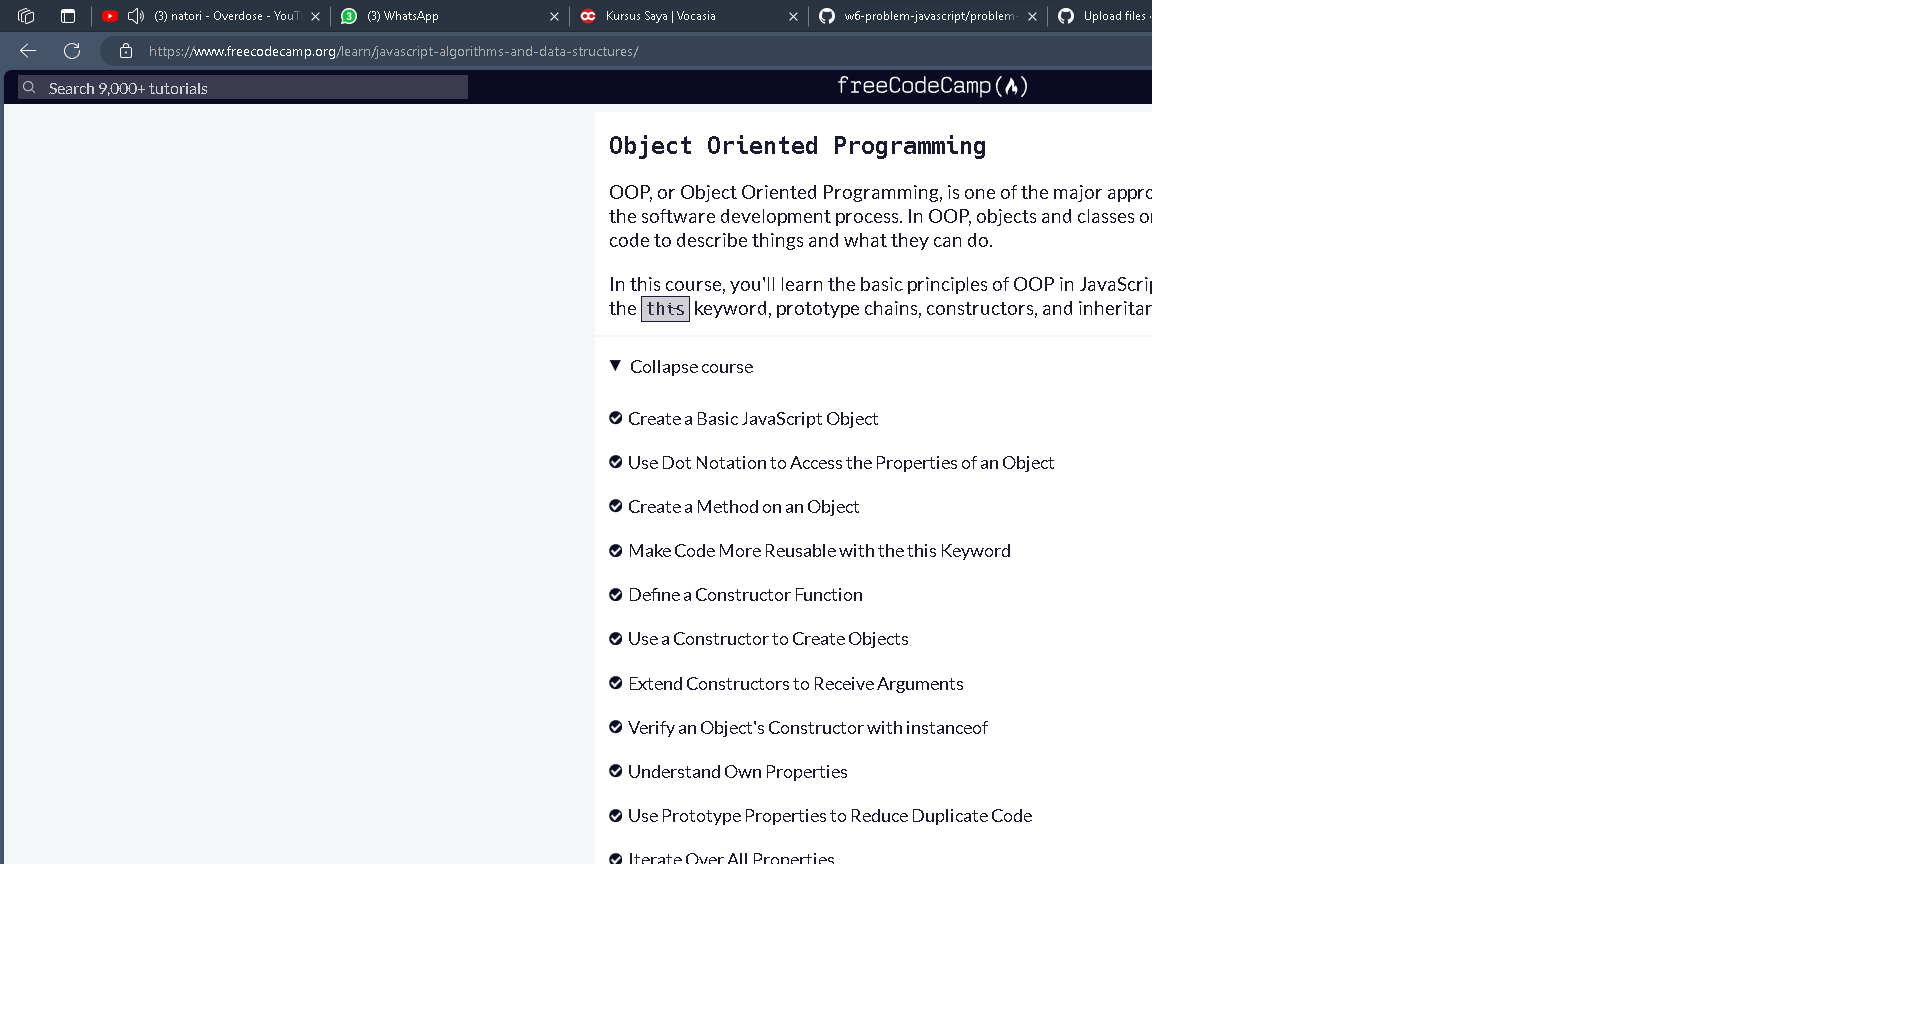 (3) natori - Overdose - YouT
3 (3) WhatsApp
Kursus Saya | Vocasia
w6-problem-javascript/problem-
Upload files
https://www.freecodecamp.org/learn/javascript-algorithms-and-data-structures/
Search 9,000+ tutorials
freeCodeCamp
Object Oriented Programming
OOP, or Object Oriented Programming, is one of the major appro
the software development process. In OOP, objects and classes or
code to describe things and what they can do.
In this course, you'll learn the basic principles of OOP in JavaScrip
the this keyword, prototype chains, constructors, and inheritan
Collapse course
Create a Basic JavaScript Object
Use Dot Notation to Access the Properties of an Object
Create a Method on an Object
Make Code More Reusable with the this Keyword
Define a Constructor Function
Use a Constructor to Create Objects
Extend Constructors to Receive Arguments
Verify an Object's Constructor with instanceof
Understand Own Properties
Use Prototype Properties to Reduce Duplicate Code
Iterate Over All Properties